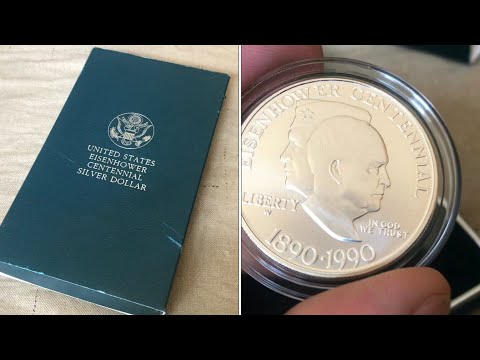 UNITED STATES
EISENHOWER
CENTENNIAL
SILVER DOLLAR
EISENHOWER CENTENNIAL
LIBERTY
W
IN GOD
WE TRUST
1890·1990